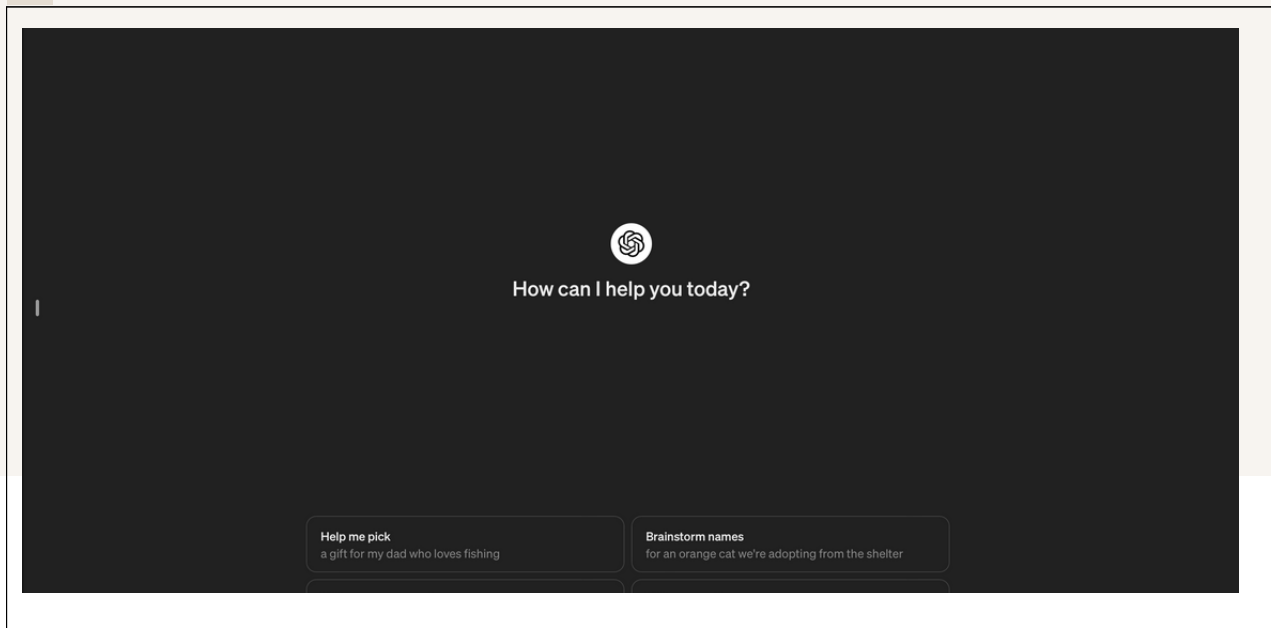 How can I help you today?
Help me pick
a gift for my dad who loves fishing
Brainstorm names
for an orange cat we're adopting from the shelter